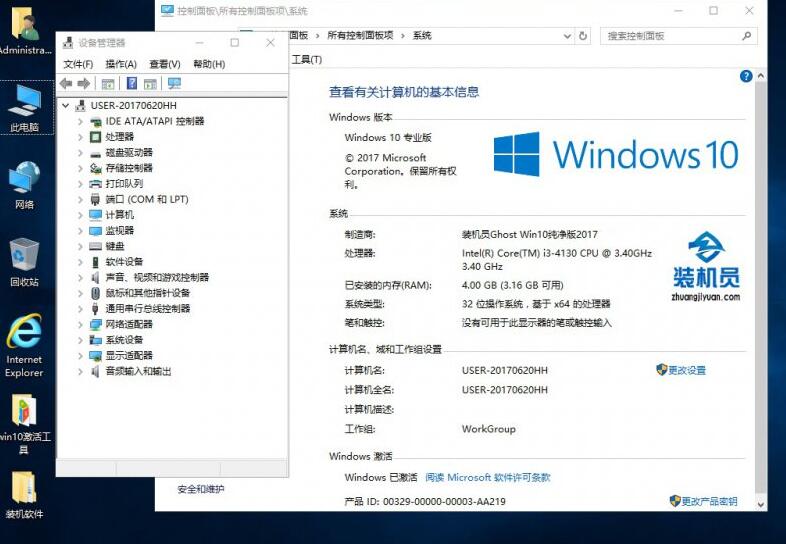 Administra...
此电脑
网络
回收站
Internet
Explorer
win10激活工
具
装机软件
设备管理器
文件(F) 操作(A) 查看(V) 帮助(H)
USER-20170620HH
IDE ATA/ATAPI 控制器
处理器
磁盘驱动器
存储控制器
打印队列
端口 (COM 和 LPT)
计算机
监视器
键盘
软件设备
声音、视频和游戏控制器
鼠标和其他指针设备
通用串行总线控制器
网络适配器
系统设备
显示适配器
音频输入和输出
控制面板\所有控制面板项\系统
面板 › 所有控制面板项 › 系统
搜索控制面板
工具(T)
查看有关计算机的基本信息
Windows 版本
Windows 10 专业版
© 2017 Microsoft
Corporation。保留所有权
利。
Windows 10
系统
制造商: 装机员Ghost Win10纯净版2017
处理器: Intel(R) Core(TM) i3-4130 CPU @ 3.40GHz
3.40 GHz
已安装的内存(RAM): 4.00 GB (3.16 GB 可用)
系统类型: 32 位操作系统，基于 x64 的处理器
笔和触控: 没有可用于此显示器的笔或触控输入
装机员
zhuangjiyuan.com
计算机名、域和工作组设置
计算机名: USER-20170620HH 更改设置
计算机全名: USER-20170620HH
计算机描述:
工作组: WorkGroup
Windows 激活
Windows 已激活 阅读 Microsoft 软件许可条款
产品 ID: 00329-00000-00003-AA219 更改产品密钥
安全和维护